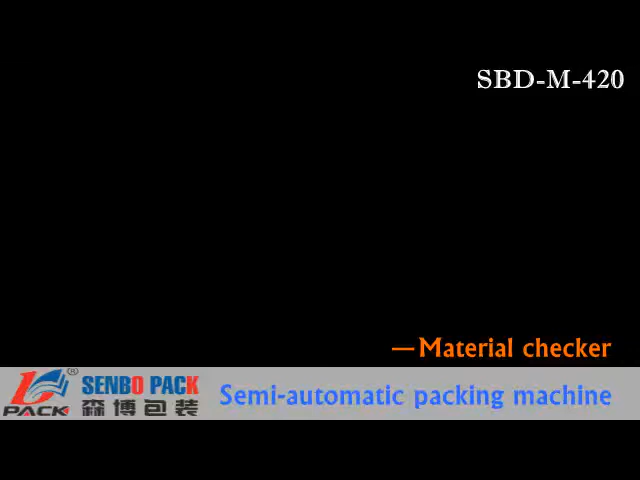 SBD-M-420
—Material checker
SENBO PACK
PACK
森博包装
®
Semi-automatic packing machine